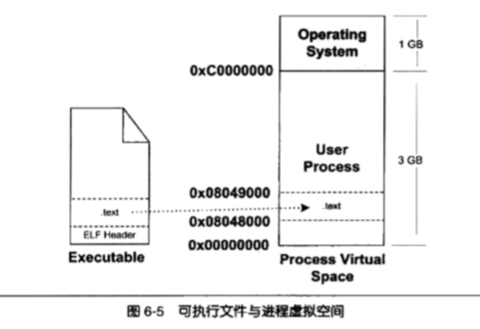 Operating
System
1 GB
0xC0000000
User
Process
3 GB
0x08049000
.text
.text
0x08048000
ELF Header
0x00000000
Executable
Process Virtual
Space
图 6-5 可执行文件与进程虚拟空间